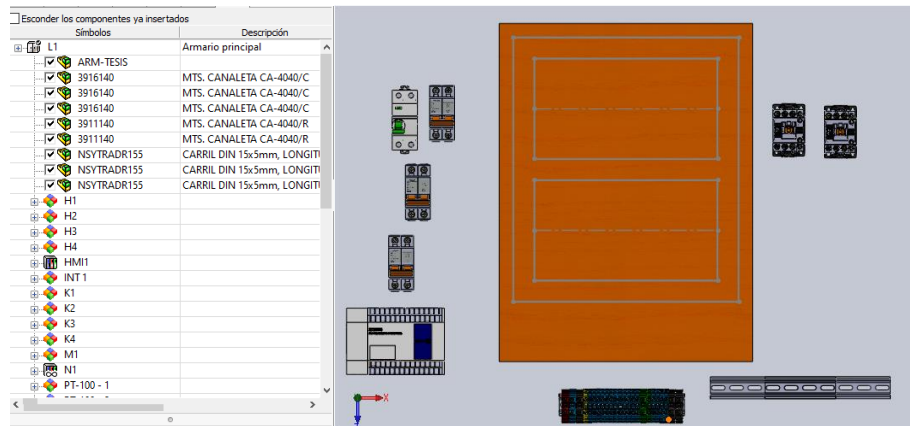 Esconder los componentes ya insertados
Símbolos Descripción
L1 Armario principal
ARM-TESIS
3916140 MTS. CANALETA CA-4040/C
3916140 MTS. CANALETA CA-4040/C
3916140 MTS. CANALETA CA-4040/C
3911140 MTS. CANALETA CA-4040/R
3911140 MTS. CANALETA CA-4040/R
NSYTRADR155 CARRIL DIN 15x5mm, LONGIT
NSYTRADR155 CARRIL DIN 15x5mm, LONGIT
NSYTRADR155 CARRIL DIN 15x5mm, LONGIT
H1
H2
H3
H4
HMI1
INT 1
K1
K2
K3
K4
M1
N1
PT-100 - 1
X